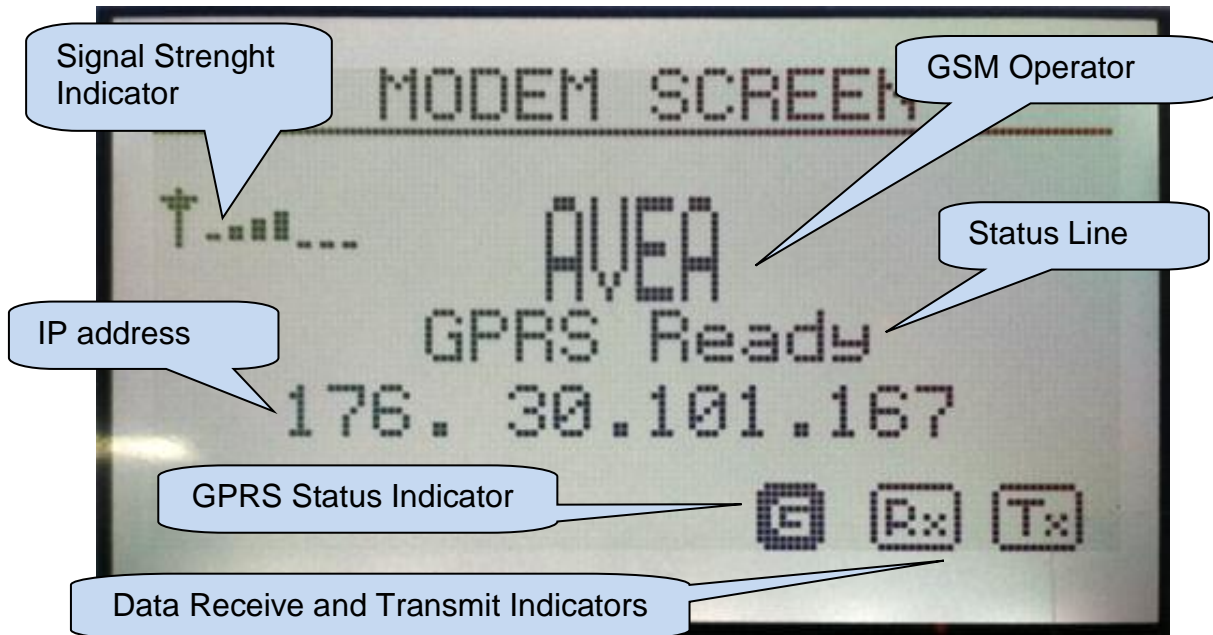 Signal Strenght
Indicator
MODEM SCREEN
GSM Operator
AVEA
Status Line
GPRS Ready
IP address
176. 30.101.167
GPRS Status Indicator
G Rx Tx
Data Receive and Transmit Indicators